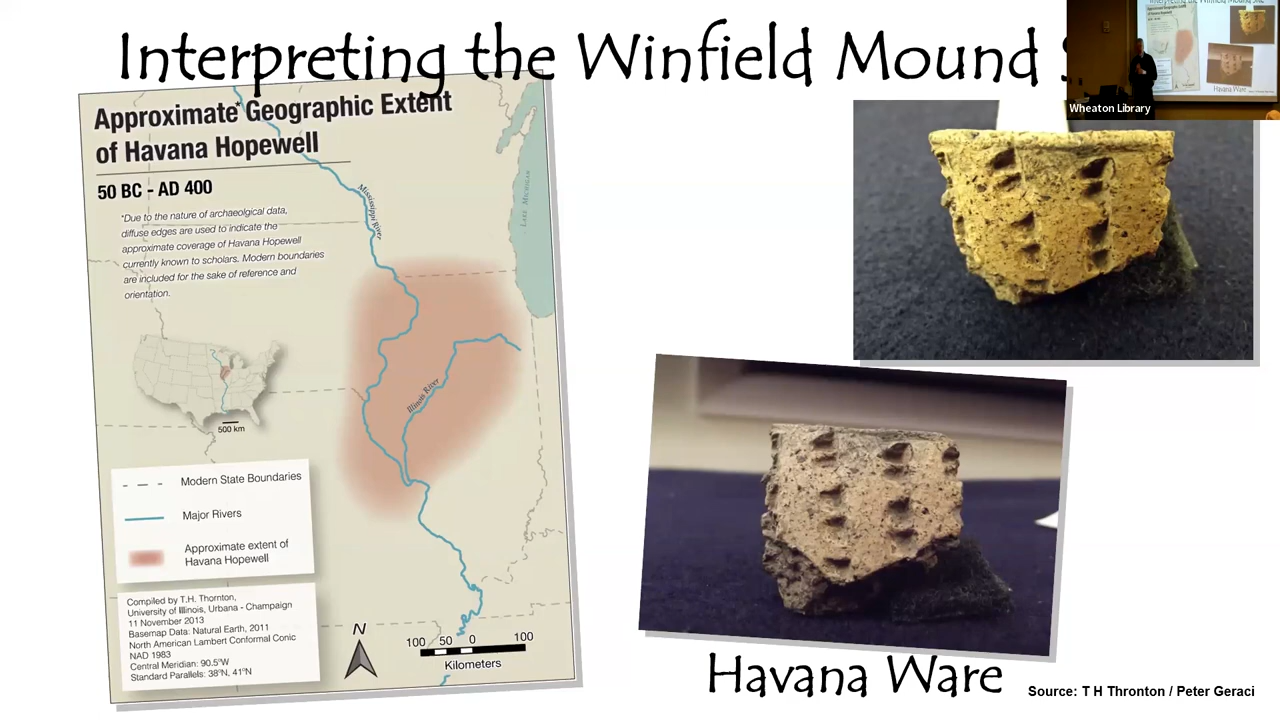 Interpreting the Winfield Mound
Approximate Geographic Extent
of Havana Hopewell
50 BC - AD 400
*Due to the nature of archaeolgical data,
diffuse edges are used to indicate the
approximate coverage of Havana Hopewell
currently known to scholars. Modern boundaries
are included for the sake of reference and
orientation.
Mississippi River
LAKE MICHIGAN
Illinois River
500 km
Modern State Boundaries
Major Rivers
Approximate extent of
Havana Hopewell
Compiled by T.H. Thornton,
University of Illinois, Urbana - Champaign
11 November 2013
Basemap Data: Natural Earth, 2011
North American Lambert Conformal Conic
NAD 1983
Central Meridian: 90.5°W
Standard Parallels: 38°N, 41°N
N
100 50 0 100
Kilometers
Wheaton Library
Havana Ware
Havana Ware
Source: T H Thronton / Peter Geraci